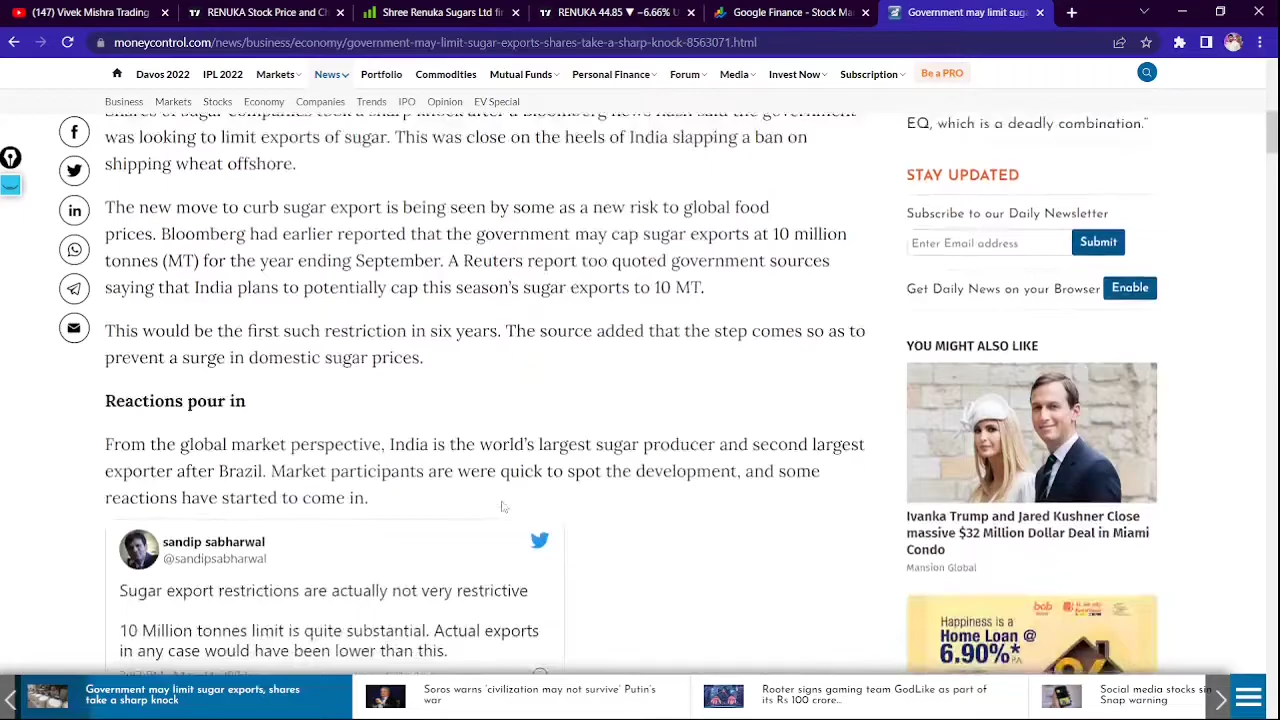 (147) Vivek Mishra Trading
RENUKA Stock Price and Ch
Shree Renuka Sugars Ltd fi
RENUKA 44.85 ▼ −6.66% U
Google Finance - Stock Ma
Government may limit suga
moneycontrol.com/news/business/economy/government-may-limit-sugar-exports-shares-take-a-sharp-knock-8563071.html
Davos 2022 IPL 2022 Markets News Portfolio Commodities Mutual Funds Personal Finance Forum Media Invest Now Subscription Be a PRO
Business Markets Stocks Economy Companies Trends IPO Opinion EV Special
Shares of sugar companies took a sharp knock after a Bloomberg news flash said the government
was looking to limit exports of sugar. This was close on the heels of India slapping a ban on
shipping wheat offshore.
The new move to curb sugar export is being seen by some as a new risk to global food
prices. Bloomberg had earlier reported that the government may cap sugar exports at 10 million
tonnes (MT) for the year ending September. A Reuters report too quoted government sources
saying that India plans to potentially cap this season’s sugar exports to 10 MT.
This would be the first such restriction in six years. The source added that the step comes so as to
prevent a surge in domestic sugar prices.
Reactions pour in
From the global market perspective, India is the world’s largest sugar producer and second largest
exporter after Brazil. Market participants are were quick to spot the development, and some
reactions have started to come in.
sandip sabharwal
@sandipsabharwal
Sugar export restrictions are actually not very restrictive
10 Million tonnes limit is quite substantial. Actual exports
in any case would have been lower than this.
EQ, which is a deadly combination."
STAY UPDATED
Subscribe to our Daily Newsletter
Enter Email address Submit
Get Daily News on your Browser Enable
YOU MIGHT ALSO LIKE
Ivanka Trump and Jared Kushner Close
massive $32 Million Dollar Deal in Miami
Condo
Mansion Global
bob
Happiness is a
Home Loan @
6.90%*
Government may limit sugar exports, shares
take a sharp knock
Soros warns ‘civilization may not survive’ Putin’s
war
Rooter signs gaming team GodLike as part of
its Rs 100 crore...
Social media stocks sin
Snap warning